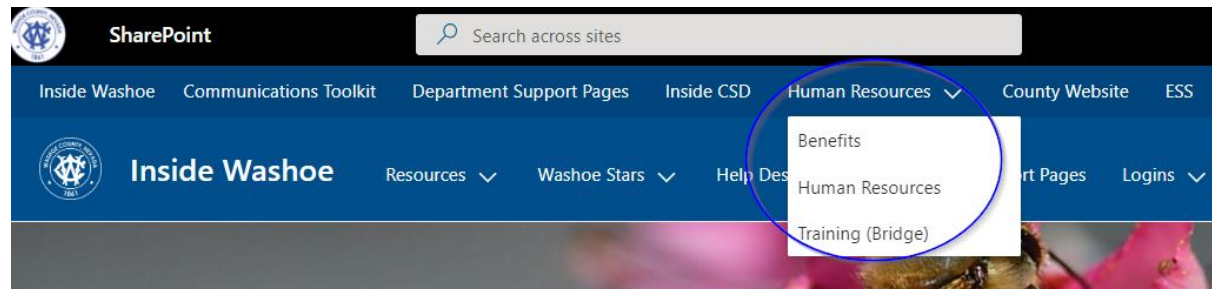 SharePoint
Search across sites
Inside Washoe Communications Toolkit Department Support Pages Inside CSD Human Resources County Website ESS
Benefits
Inside Washoe Resources Washoe Stars Help Des rt Pages Logins
Human Resources
Training (Bridge)